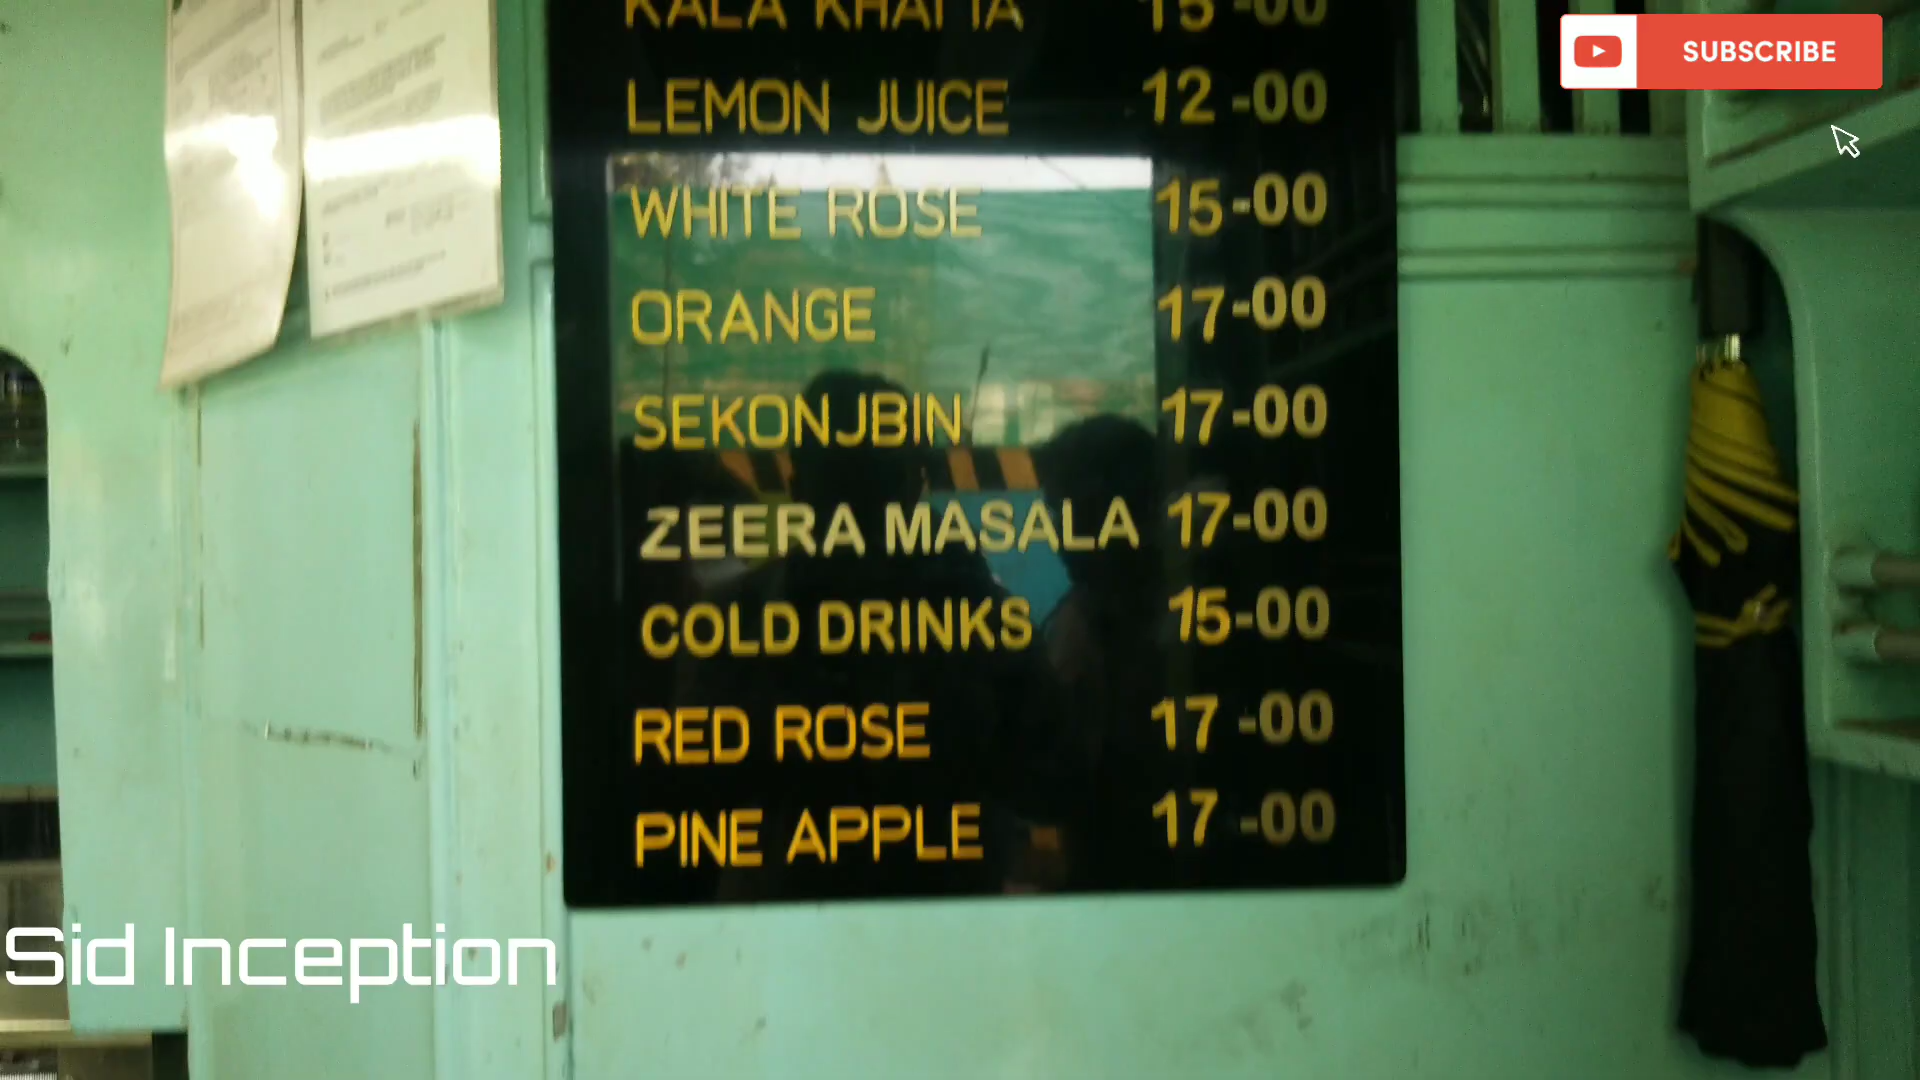 KALA KHATTA 15-00
SUBSCRIBE
LEMON JUICE 12-00
WHITE ROSE 15-00
ORANGE 17-00
SEKONJBIN 17-00
ZEERA MASALA 17-00
COLD DRINKS 15-00
RED ROSE 17-00
PINE APPLE 17-00
Sid Inception